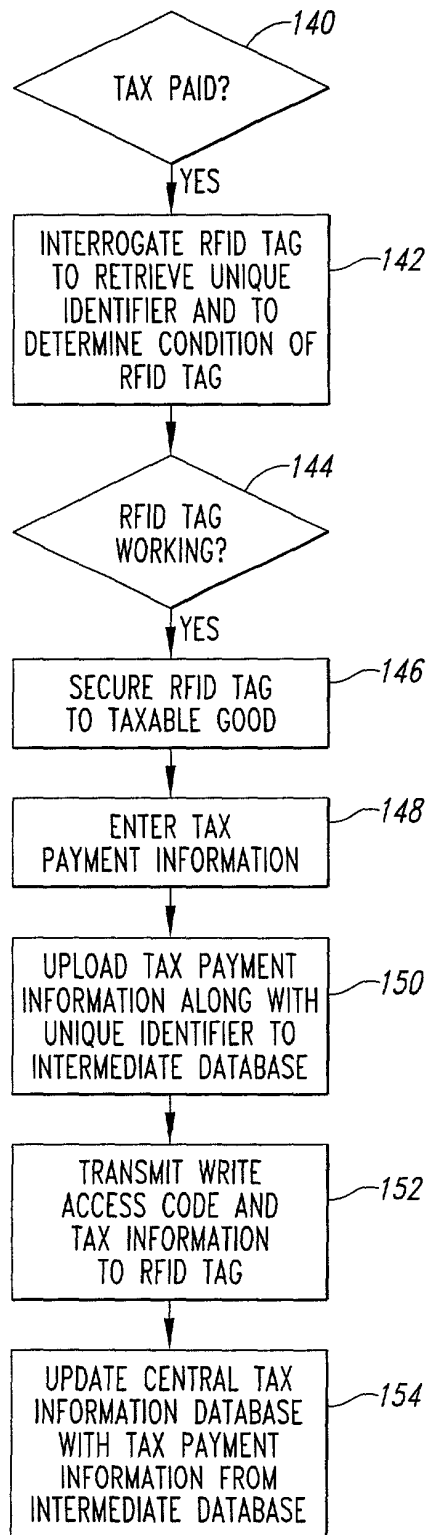 140
TAX PAID?
YES
INTERROGATE RFID TAG
TO RETRIEVE UNIQUE
IDENTIFIER AND TO
DETERMINE CONDITION OF
RFID TAG
142
144
RFID TAG
WORKING?
YES
SECURE RFID TAG
TO TAXABLE GOOD
146
ENTER TAX
PAYMENT INFORMATION
148
UPLOAD TAX PAYMENT
INFORMATION ALONG WITH
UNIQUE IDENTIFIER TO
INTERMEDIATE DATABASE
150
TRANSMIT WRITE
ACCESS CODE AND
TAX INFORMATION
TO RFID TAG
152
UPDATE CENTRAL TAX
INFORMATION DATABASE
WITH TAX PAYMENT
INFORMATION FROM
INTERMEDIATE DATABASE
154